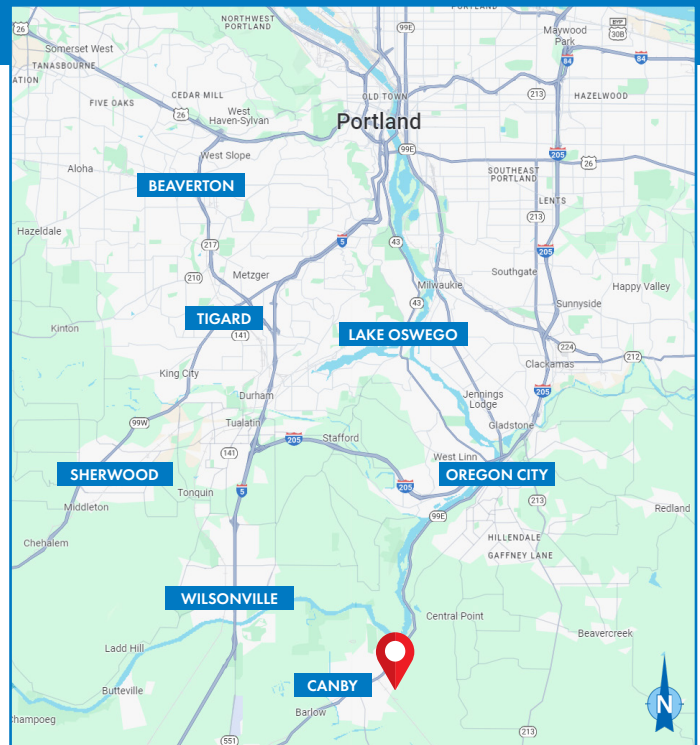 PORTLAND
NORTHWEST
PORTLAND
26
99E
Maywood
Park
BYP
30B
Somerset West
TANASBOURNE
ATION
84
84
CEDAR MILL
OLD TOWN
213
HAZELWOOD
FIVE OAKS
26
West
Haven-Sylvan
Portland
99E
West Slope
205
26
Aloha
BEAVERTON
SOUTHEAST
PORTLAND
LENTS
213
Hazeldale
217
5
43
205
Metzger
210
Milwaukie
Southgate
Happy Valley
43
Sunnyside
TIGARD
141
LAKE OSWEGO
Kinton
224
212
Clackamas
King City
205
Durham
Jennings
Lodge
99W
Tualatin
Gladstone
205
Stafford
141
West Linn
SHERWOOD
OREGON CITY
Tonquin
5
205
213
Middleton
99E
Redland
Chehalem
HILLENDALE
GAFFNEY LANE
WILSONVILLE
Central Point
Beavercreek
Ladd Hill
CANBY
Butteville
Barlow
N
hampoeg
213
551